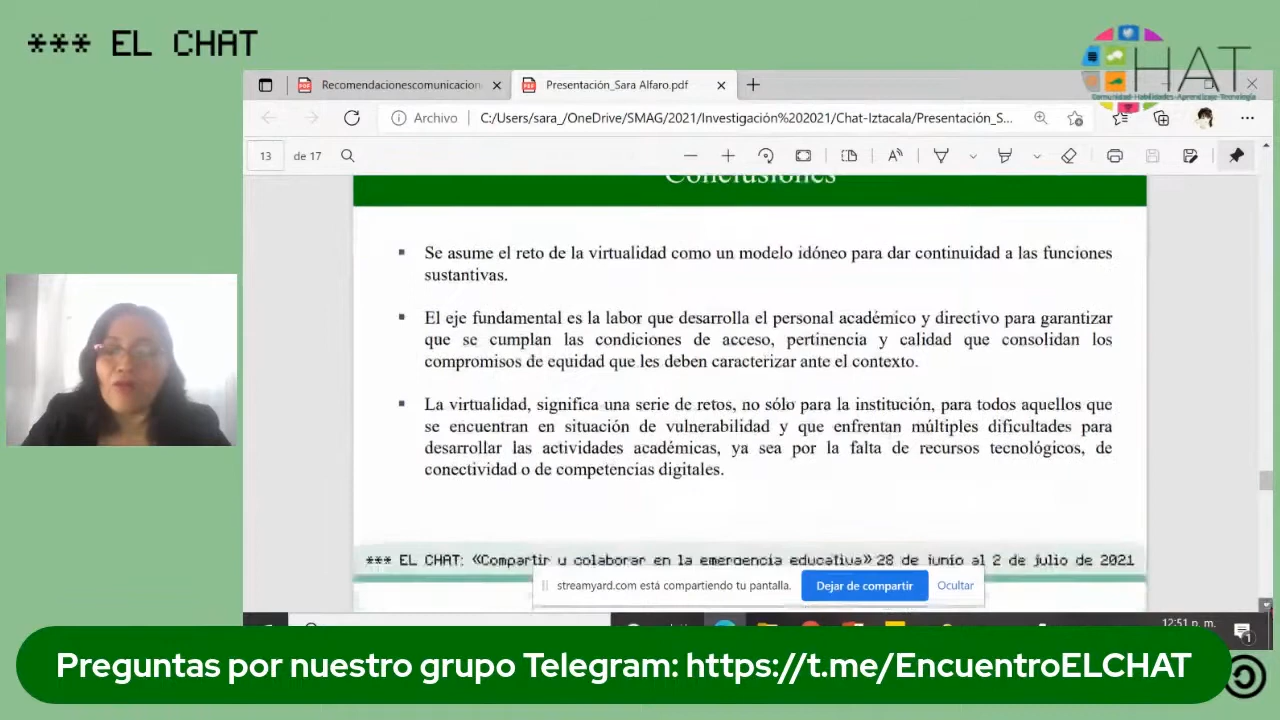 *** EL CHAT
CHAT
Comunidad-Habilidades-Aprendizaje-Tecnología
Recomendacionescomunicacion
Presentación_Sara Alfaro.pdf
Archivo
C:/Users/sara_/OneDrive/SMAG/2021/Investigación%202021/Chat-Iztacala/Presentación_S...
13 de 17
Conclusiones
Se asume el reto de la virtualidad como un modelo idóneo para dar continuidad a las funciones
sustantivas.
El eje fundamental es la labor que desarrolla el personal académico y directivo para garantizar
que se cumplan las condiciones de acceso, pertinencia y calidad que consolidan los
compromisos de equidad que les deben caracterizar ante el contexto.
La virtualidad, significa una serie de retos, no sólo para la institución, para todos aquellos que
se encuentran en situación de vulnerabilidad y que enfrentan múltiples dificultades para
desarrollar las actividades académicas, ya sea por la falta de recursos tecnológicos, de
conectividad o de competencias digitales.
*** EL CHAT: «Compartir y colaborar en la emergencia educativa» 28 de junio al 2 de julio de 2021
streamyard.com está compartiendo tu pantalla.
Dejar de compartir
Ocultar
12:51 p. m.
Preguntas por nuestro grupo Telegram: https://t.me/EncuentroELCHAT